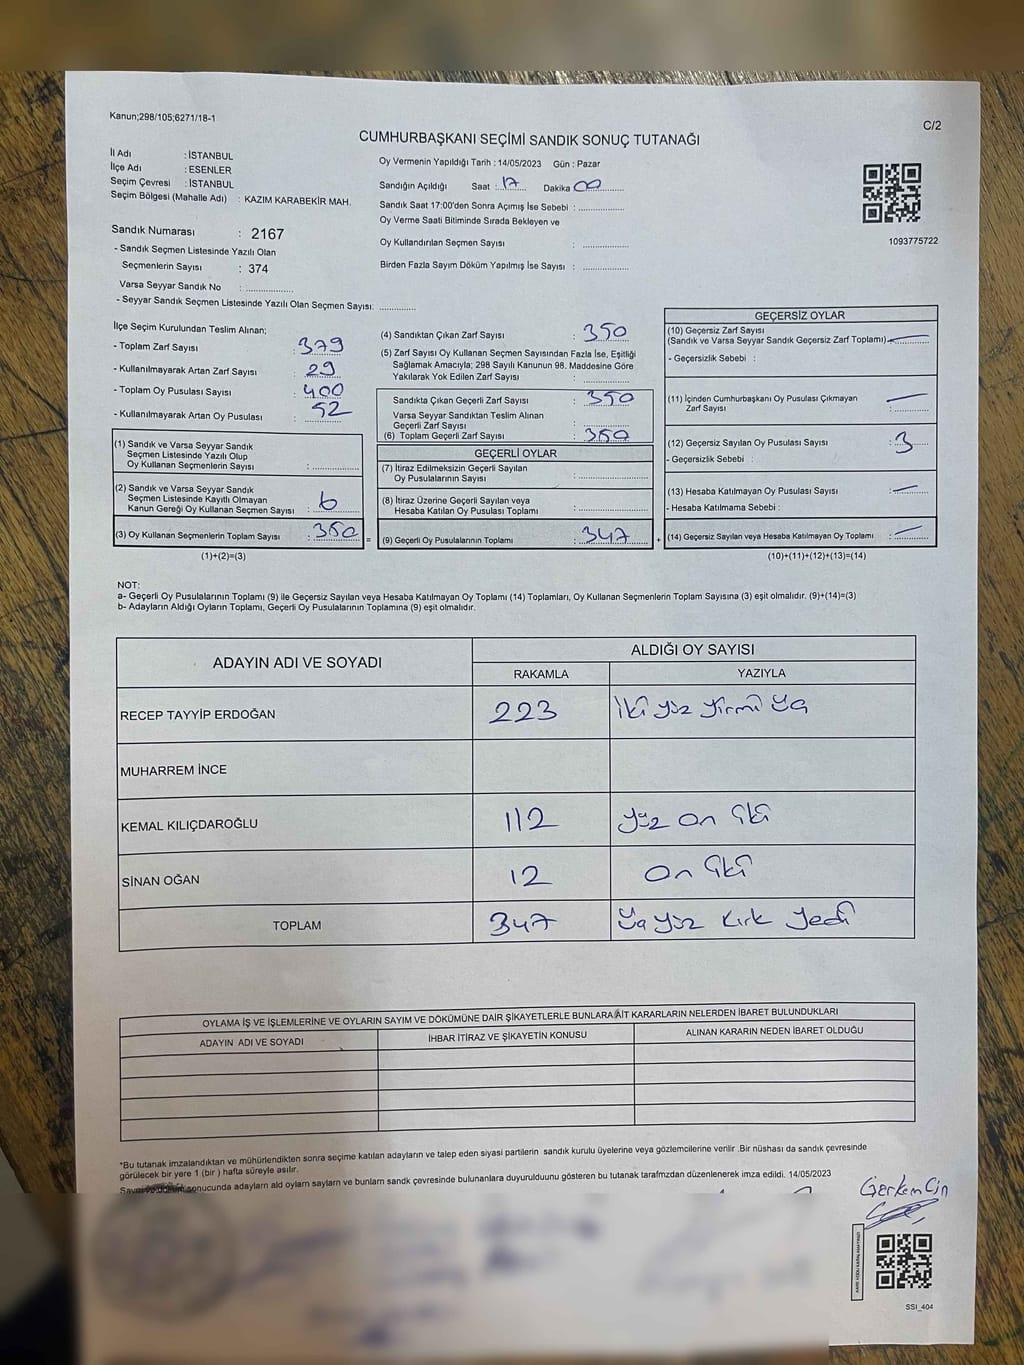 Kanun;298/105;6271/18-1
C/2
CUMHURBAŞKANI SEÇİMİ SANDIK SONUÇ TUTANAĞI
İl Adı : İSTANBUL
İlçe Adı : ESENLER
Seçim Çevresi : İSTANBUL
Seçim Bölgesi (Mahalle Adı) : KAZIM KARABEKİR MAH.
Sandık Numarası : 2167
- Sandık Seçmen Listesinde Yazılı Olan
Seçmenlerin Sayısı : 374
Varsa Seyyar Sandık No : ..................
- Seyyar Sandık Seçmen Listesinde Yazılı Olan Seçmen Sayısı: ..............
Oy Vermenin Yapıldığı Tarih : 14/05/2023 Gün : Pazar
Sandığın Açıldığı Saat : 17 Dakika 00
Sandık Saat 17:00'den Sonra Açımış İse Sebebi : ..................
Oy Verme Saati Bitiminde Sırada Bekleyen ve
Oy Kullandırılan Seçmen Sayısı : ..................
Birden Fazla Sayım Döküm Yapılmış İse Sayısı : ..................
1093775722
İlçe Seçim Kurulundan Teslim Alınan;
- Toplam Zarf Sayısı : 379
- Kullanılmayarak Artan Zarf Sayısı : 29
- Toplam Oy Pusulası Sayısı : 400
- Kullanılmayarak Artan Oy Pusulası : 52
(1) Sandık ve Varsa Seyyar Sandık
Seçmen Listesinde Yazılı Olup
Oy Kullanan Seçmenlerin Sayısı : ..............
(2) Sandık ve Varsa Seyyar Sandık
Seçmen Listesinde Kayıtlı Olmayan
Kanun Gereği Oy Kullanan Seçmen Sayısı : 6
(3) Oy Kullanan Seçmenlerin Toplam Sayısı : 350
(1)+(2)=(3)
=
(4) Sandıktan Çıkan Zarf Sayısı : 350
(5) Zarf Sayısı Oy Kullanan Seçmen Sayısından Fazla İse, Eşitliği
Sağlamak Amacıyla; 298 Sayılı Kanunun 98. Maddesine Göre
Yakılarak Yok Edilen Zarf Sayısı : ..............
Sandıkta Çıkan Geçerli Zarf Sayısı : 350
Varsa Seyyar Sandıktan Teslim Alınan
Geçerli Zarf Sayısı : ..............
(6) Toplam Geçerli Zarf Sayısı : 350
GEÇERLİ OYLAR
(7) İtiraz Edilmeksizin Geçerli Sayılan
Oy Pusulalarının Sayısı : ..............
(8) İtiraz Üzerine Geçerli Sayılan veya
Hesaba Katılan Oy Pusulası Toplamı : ..............
(9) Geçerli Oy Pusulalarının Toplamı : 347
+
GEÇERSİZ OYLAR
(10) Geçersiz Zarf Sayısı
(Sandık ve Varsa Seyyar Sandık Geçersiz Zarf Toplamı) —
- Geçersizlik Sebebi :
(11) İçinden Cumhurbaşkanı Oy Pusulası Çıkmayan
Zarf Sayısı : —
(12) Geçersiz Sayılan Oy Pusulası Sayısı : 3
- Geçersizlik Sebebi :
(13) Hesaba Katılmayan Oy Pusulası Sayısı : —
- Hesaba Katılmama Sebebi :
(14) Geçersiz Sayılan veya Hesaba Katılmayan Oy Toplamı : —
(10)+(11)+(12)+(13)=(14)
NOT:
a- Geçerli Oy Pusulalarının Toplamı (9) ile Geçersiz Sayılan veya Hesaba Katılmayan Oy Toplamı (14) Toplamları, Oy Kullanan Seçmenlerin Toplam Sayısına (3) eşit olmalıdır. (9)+(14)=(3)
b- Adayların Aldığı Oyların Toplamı, Geçerli Oy Pusulalarının Toplamına (9) eşit olmalıdır.
ADAYIN ADI VE SOYADI
ALDIĞI OY SAYISI
RAKAMLA YAZIYLA
RECEP TAYYİP ERDOĞAN 223 iki yüz yirmi üç
MUHARREM İNCE
KEMAL KILIÇDAROĞLU 112 yüz on iki
SİNAN OĞAN 12 on iki
TOPLAM 347 üç yüz kırk yedi
OYLAMA İŞ VE İŞLEMLERİNE VE OYLARIN SAYIM VE DÖKÜMÜNE DAİR ŞİKAYETLERLE BUNLARA AİT KARARLARIN NELERDEN İBARET BULUNDUKLARI
ADAYIN ADI VE SOYADI İHBAR İTİRAZ VE ŞİKAYETİN KONUSU ALINAN KARARIN NEDEN İBARET OLDUĞU
*Bu tutanak imzalandıktan ve mühürlendikten sonra seçime katılan adayların ve talep eden siyasi partilerin sandık kurulu üyelerine veya gözlemcilerine verilir .Bir nüshası da sandık çevresinde
görülecek bir yere 1 (bir ) hafta süreyle asılır.
sonucunda adayların ald oyların sayların ve bunların sandk çevresinde bulunanlara duyurulduunu gösteren bu tutanak tarafımzdan düzenlenerek imza edildi. 14/05/2023
SSI_404